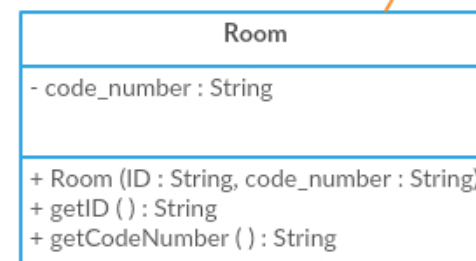 Room
- code_number : String
+ Room (ID : String, code_number : String)
+ getID ( ) : String
+ getCodeNumber ( ) : String